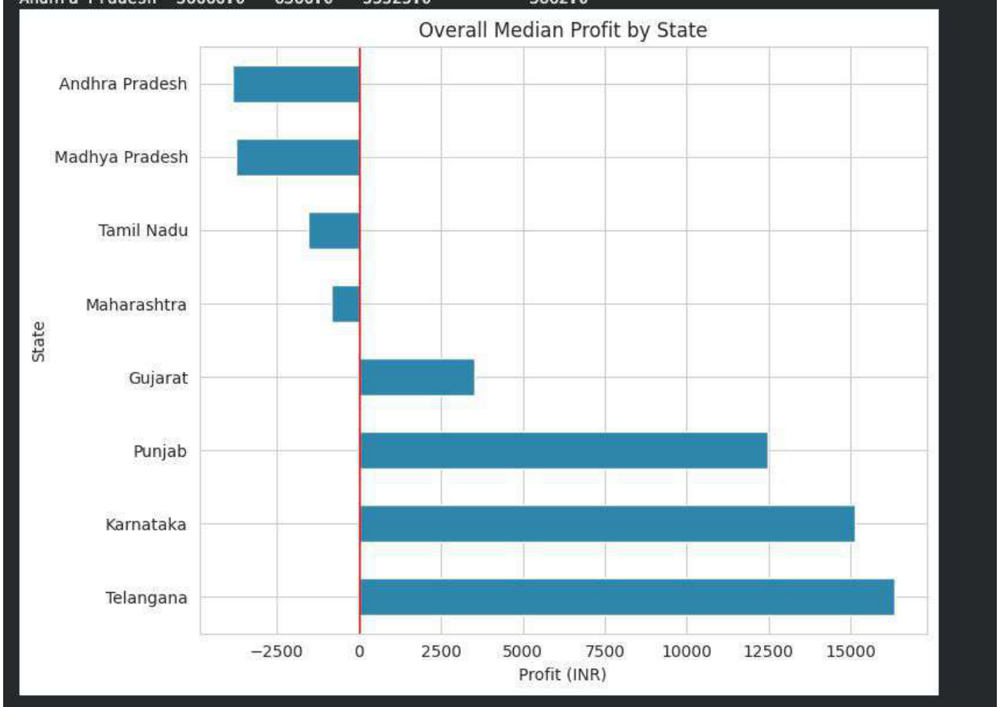 Overall Median Profit by State
Andhra Pradesh
Madhya Pradesh
Tamil Nadu
Maharashtra
Gujarat
Punjab
Karnataka
Telangana
State
−2500 0 2500 5000 7500 10000 12500 15000
Profit (INR)